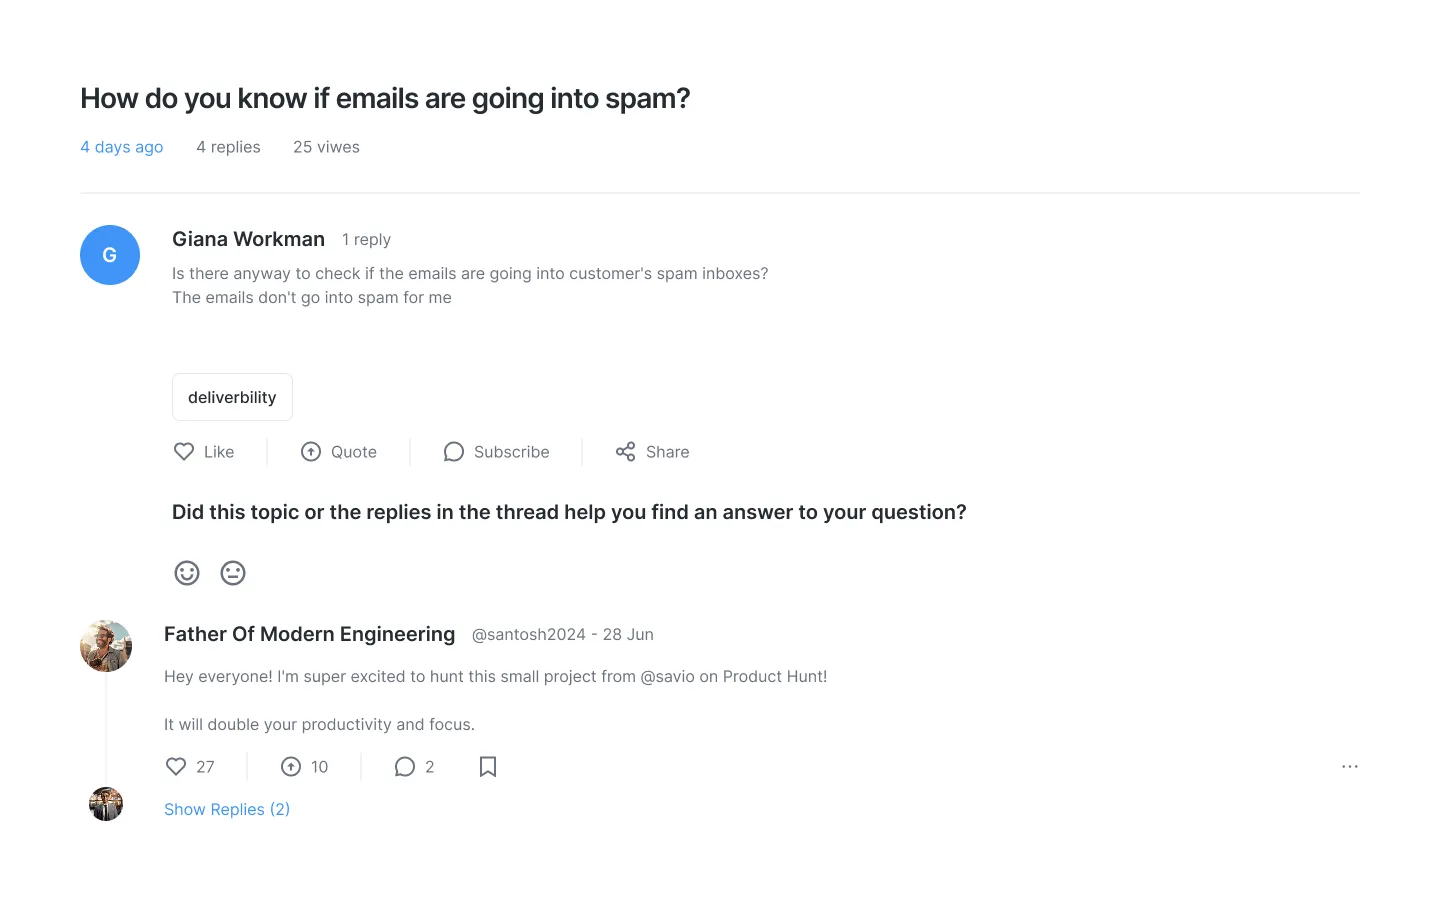 How do you know if emails are going into spam?
4 days ago 4 replies 25 viwes
G
Giana Workman 1 reply
Is there anyway to check if the emails are going into customer's spam inboxes?
The emails don't go into spam for me
deliverbility
Like Quote Subscribe Share
Did this topic or the replies in the thread help you find an answer to your question?
Father Of Modern Engineering @santosh2024 - 28 Jun
Hey everyone! I'm super excited to hunt this small project from @savio on Product Hunt!
It will double your productivity and focus.
27 10 2
Show Replies (2)